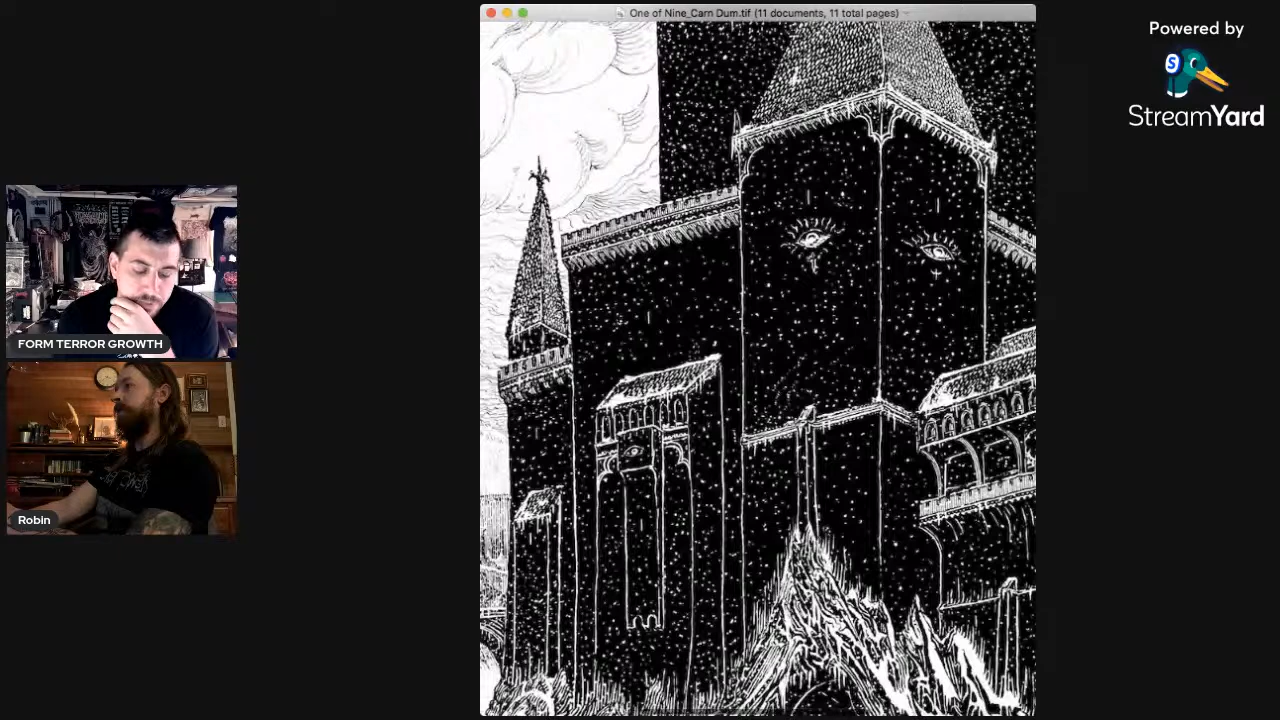 One of Nine_Carn Dum.tif (11 documents, 11 total pages)
Powered by
StreamYard
FORM TERROR GROWTH
Robin